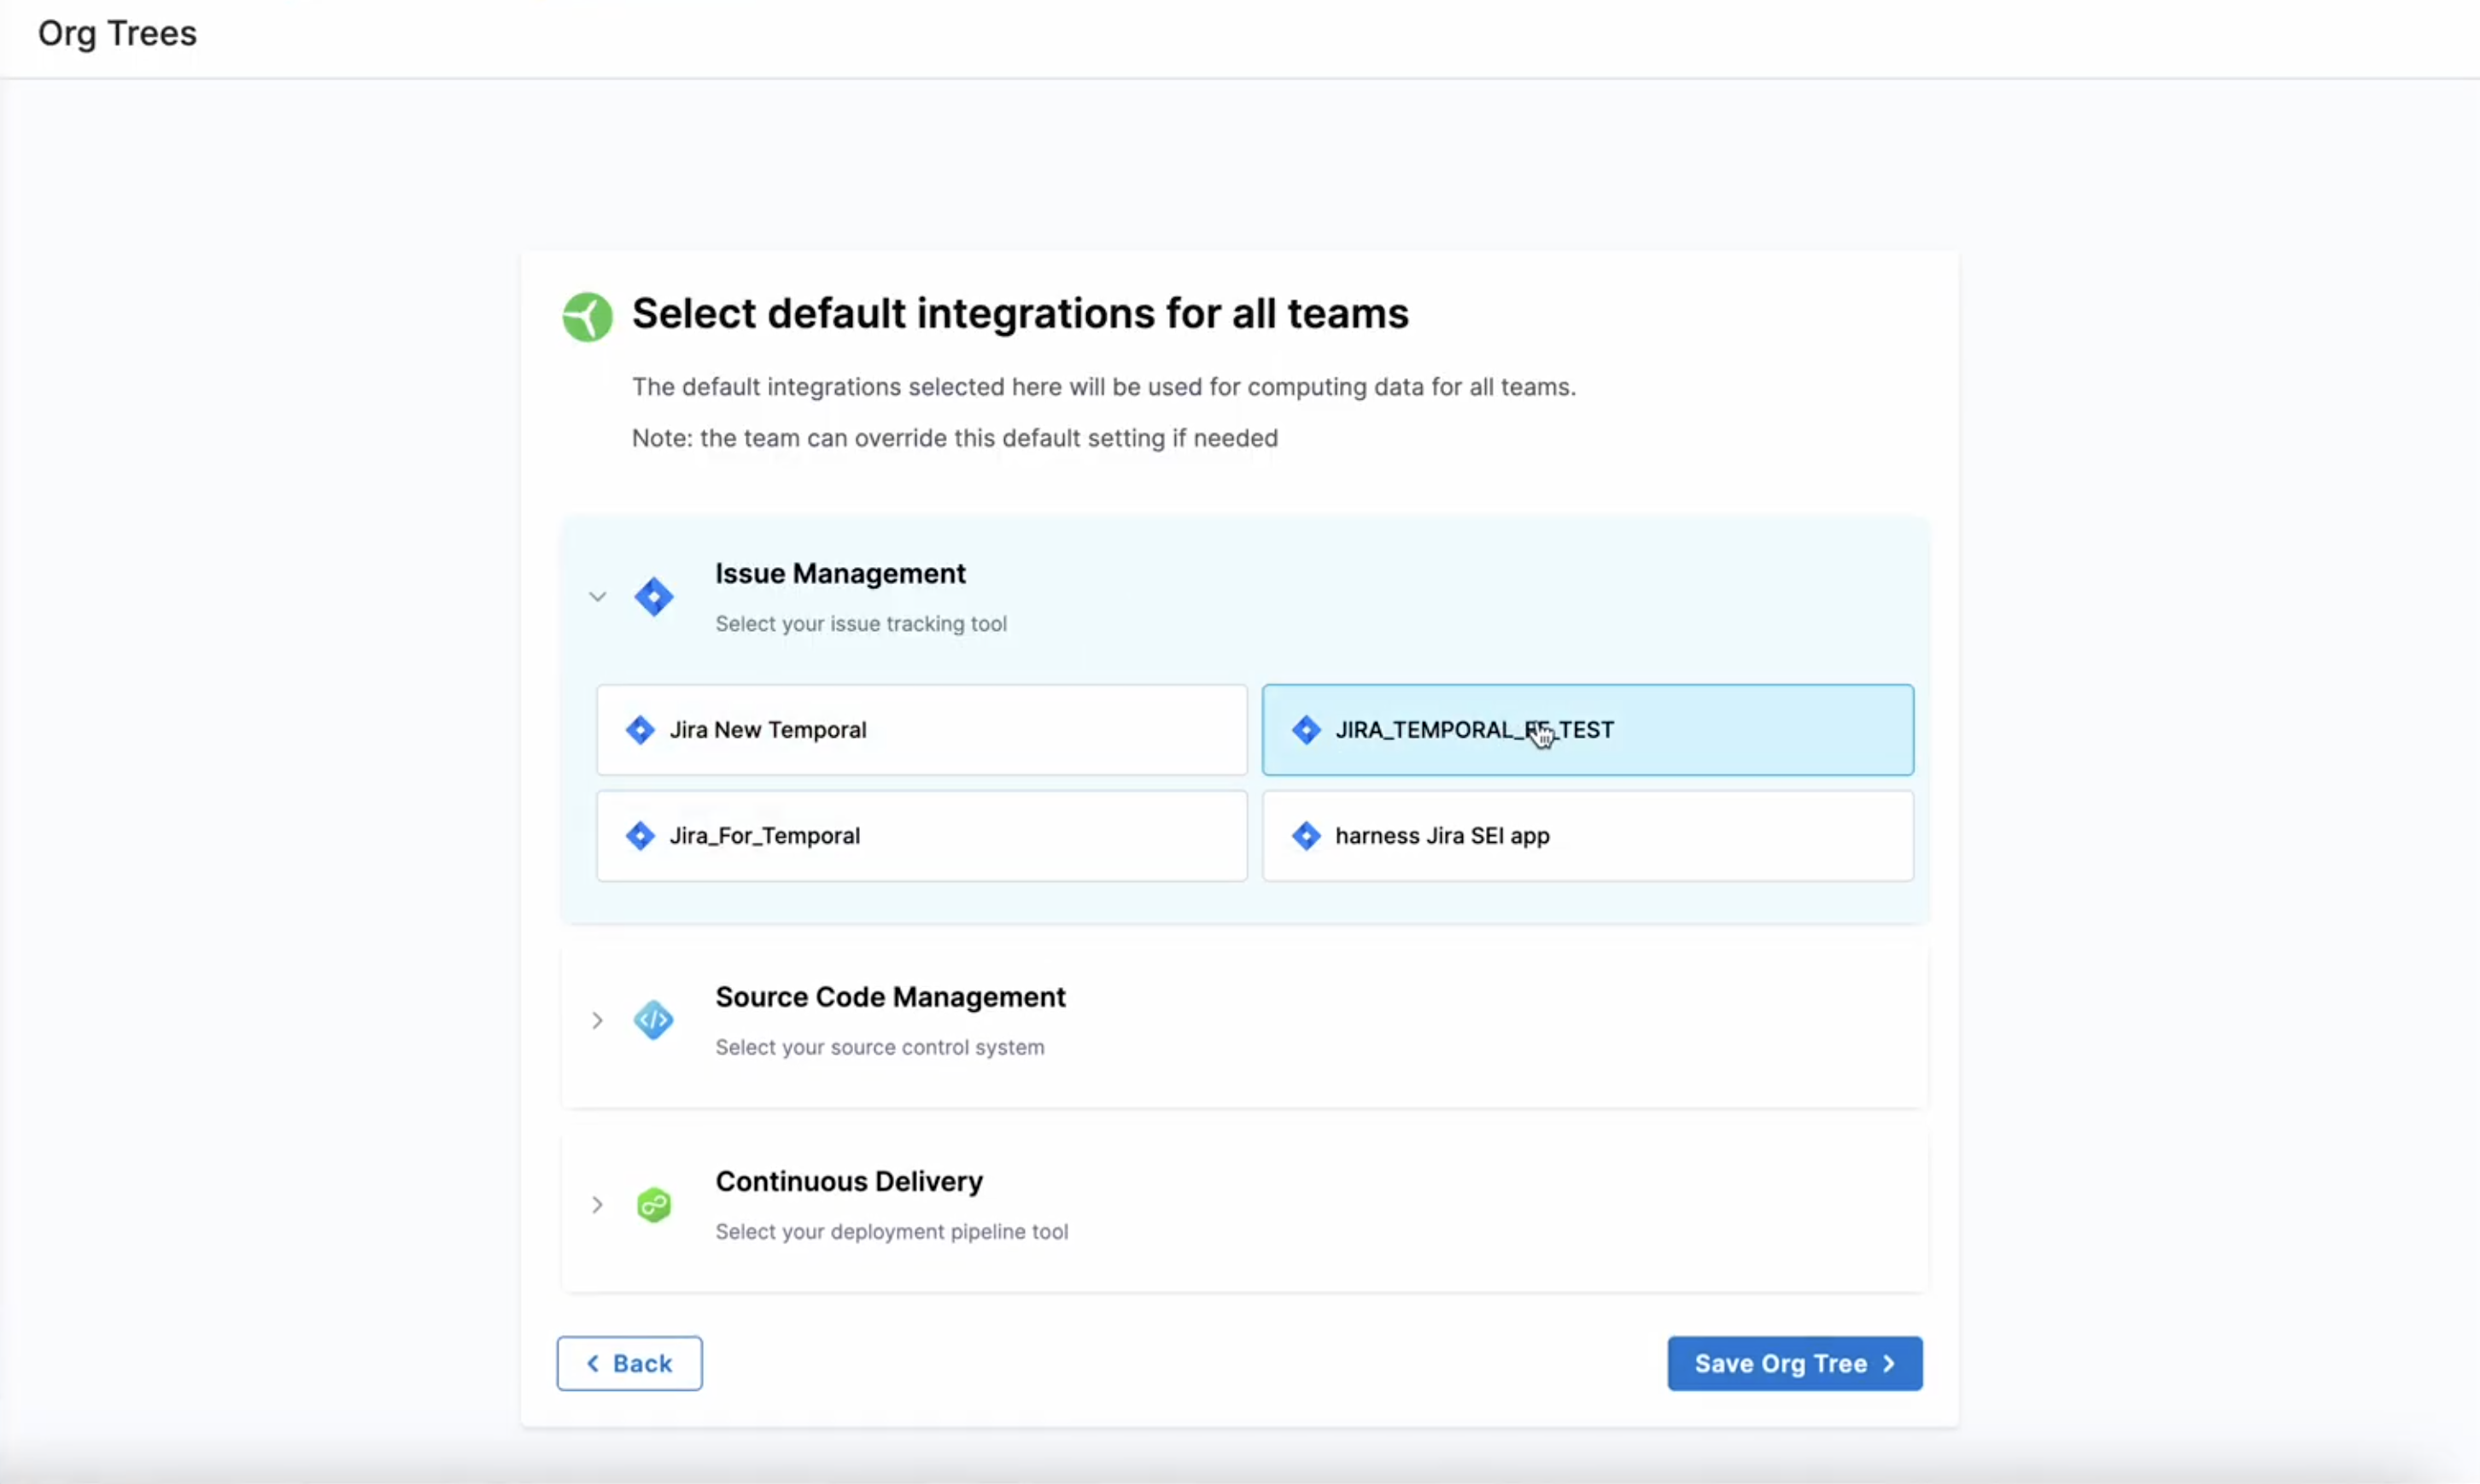 Org Trees
Select default integrations for all teams
The default integrations selected here will be used for computing data for all teams.
Note: the team can override this default setting if needed
Issue Management
Select your issue tracking tool
Jira New Temporal
Jira_For_Temporal
harness Jira SEI app
Source Code Management
Select your source control system
Continuous Delivery
Select your deployment pipeline tool
Back
Save Org Tree